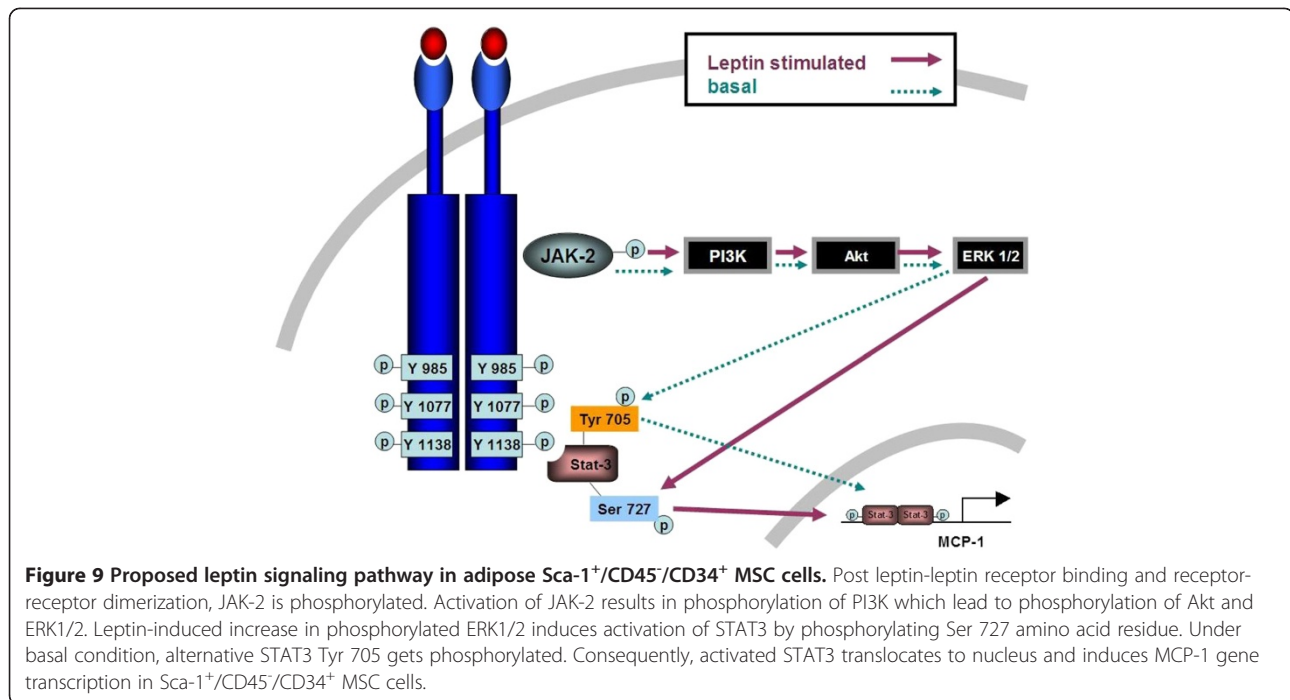 Leptin stimulated
basal
JAK-2 p PI3K Akt ERK 1/2
p Y 985 Y 985 p
p Y 1077 Y 1077 p
p Y 1138 Y 1138 p
p
Tyr 705
Stat-3
Ser 727
p
p Stat-3 Stat-3 p
MCP-1
Figure 9 Proposed leptin signaling pathway in adipose Sca-1⁺/CD45⁻/CD34⁺ MSC cells. Post leptin-leptin receptor binding and receptor-
receptor dimerization, JAK-2 is phosphorylated. Activation of JAK-2 results in phosphorylation of PI3K which lead to phosphorylation of Akt and
ERK1/2. Leptin-induced increase in phosphorylated ERK1/2 induces activation of STAT3 by phosphorylating Ser 727 amino acid residue. Under
basal condition, alternative STAT3 Tyr 705 gets phosphorylated. Consequently, activated STAT3 translocates to nucleus and induces MCP-1 gene
transcription in Sca-1⁺/CD45⁻/CD34⁺ MSC cells.